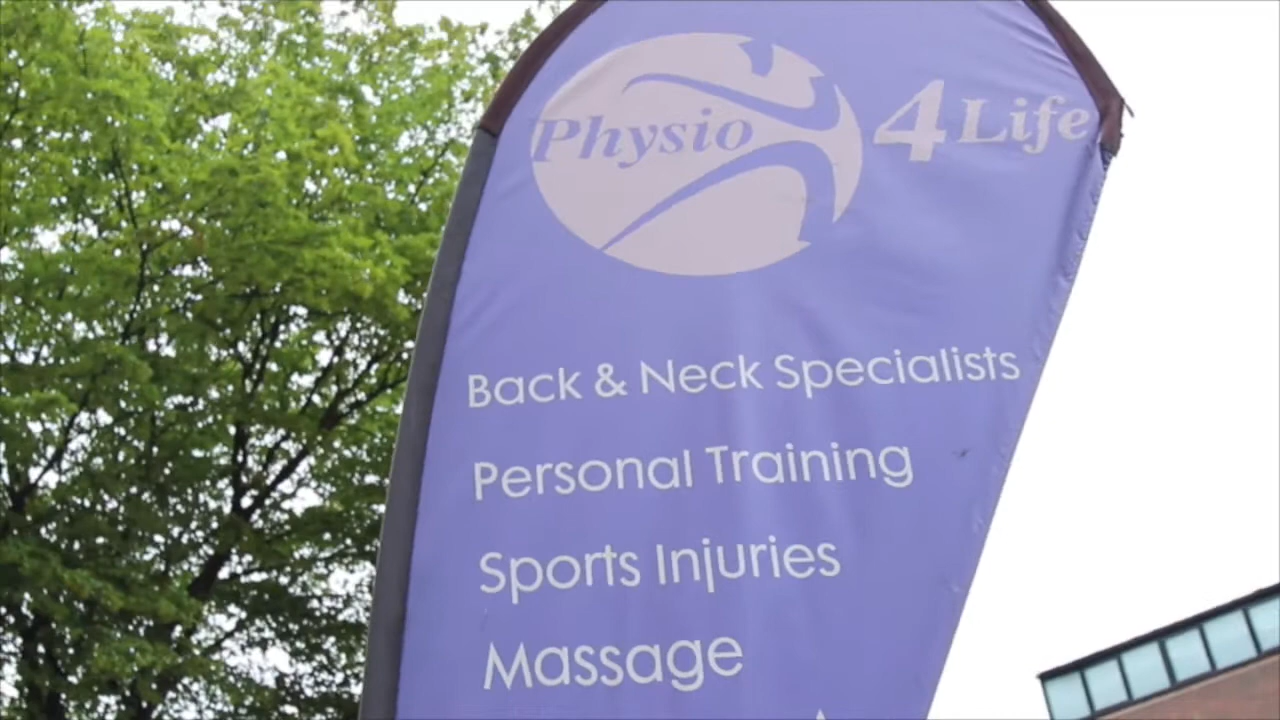 Physio 4 Life
Back & Neck Specialists
Personal Training
Sports Injuries
Massage